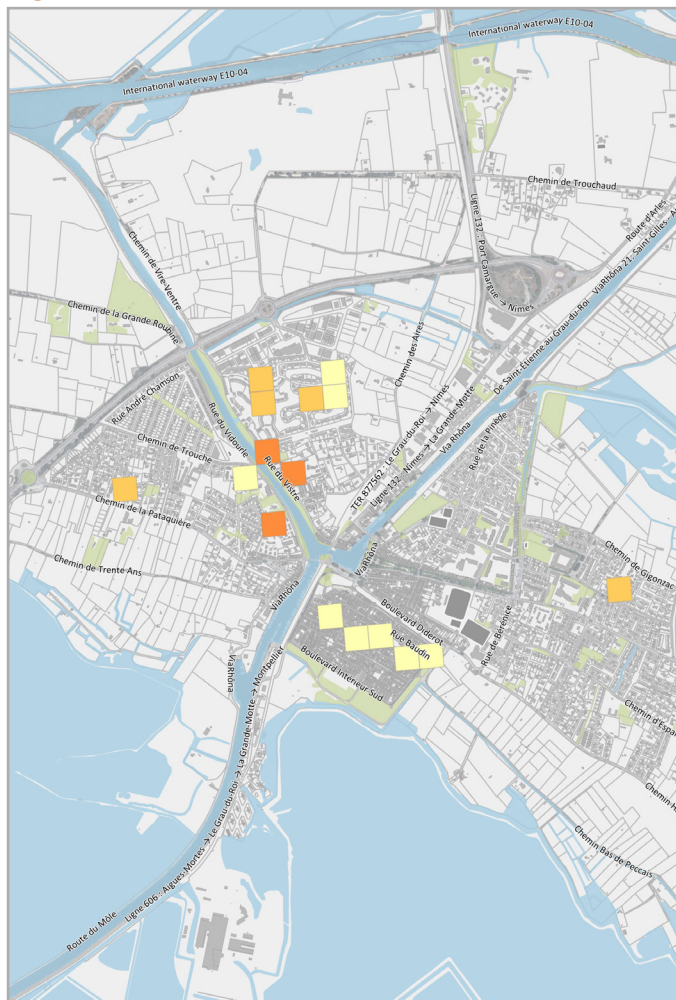 International waterway E10-04
International waterway E10-04
Chemin de Trouchaud
Route d'Arles
Ligne 132 : Port Camargue → Nîmes
ViaRhôna 21: Saint Gilles - A
De Saint-Étienne au Grau-du-Roi
Chemin de Vire-Ventre
Chemin de la Grande Roubine
Chemin des Aires
Rue André Chamson
Rue du Vidourle
Chemin de Trouche
TER 877562 : Le Grau-du-Roi → Nîmes
Ligne 132 : Nîmes → La Grande-Motte
Via Rhôna
Rue de la Pinède
Rue du Vistre
Chemin de la Pataquière
Chemin de Trente Ans
ViaRhôna
ViaRhôna
Chemin de Gigonzac
Boulevard Diderot
Rue Baudin
Rue de Bérénice
Boulevard Intérieur Sud
ViaRhôna
Chemin d'Espar
Chemin H
Chemin Bas de Peccais
Ligne 606 : Aigues-Mortes → Le Grau-du-Roi → La Grande-Motte → Montpellier
Route du Môle